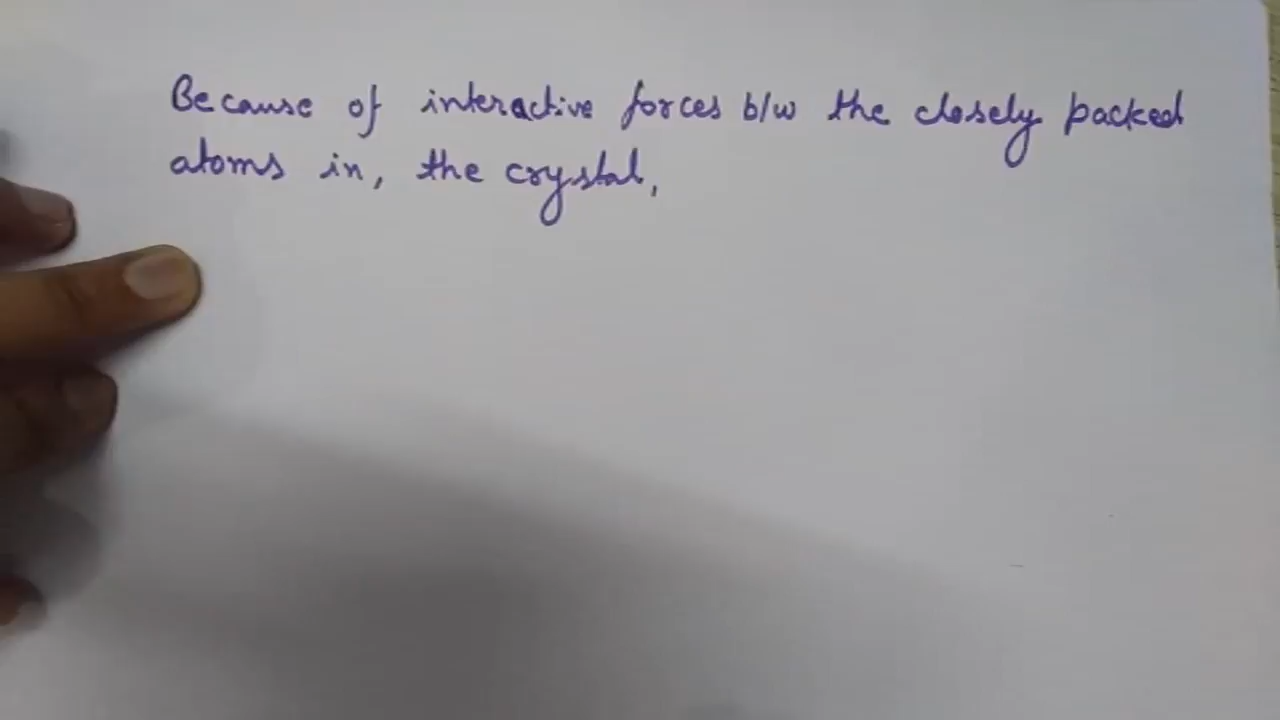 Because of interactive forces b/w the closely packed
atoms in, the crystal,